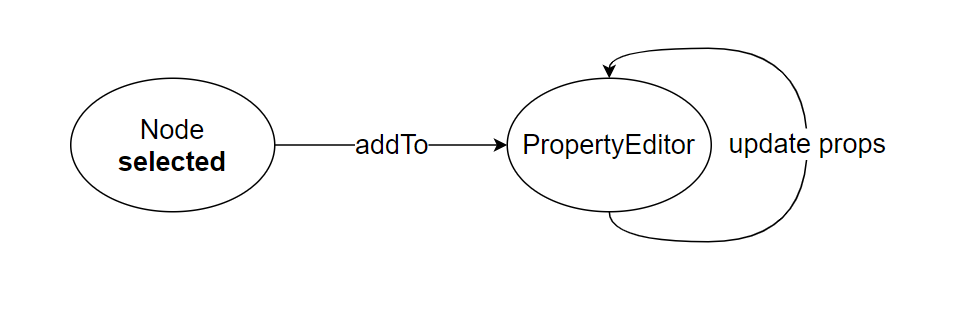 Node
selected
addTo
PropertyEditor
update props